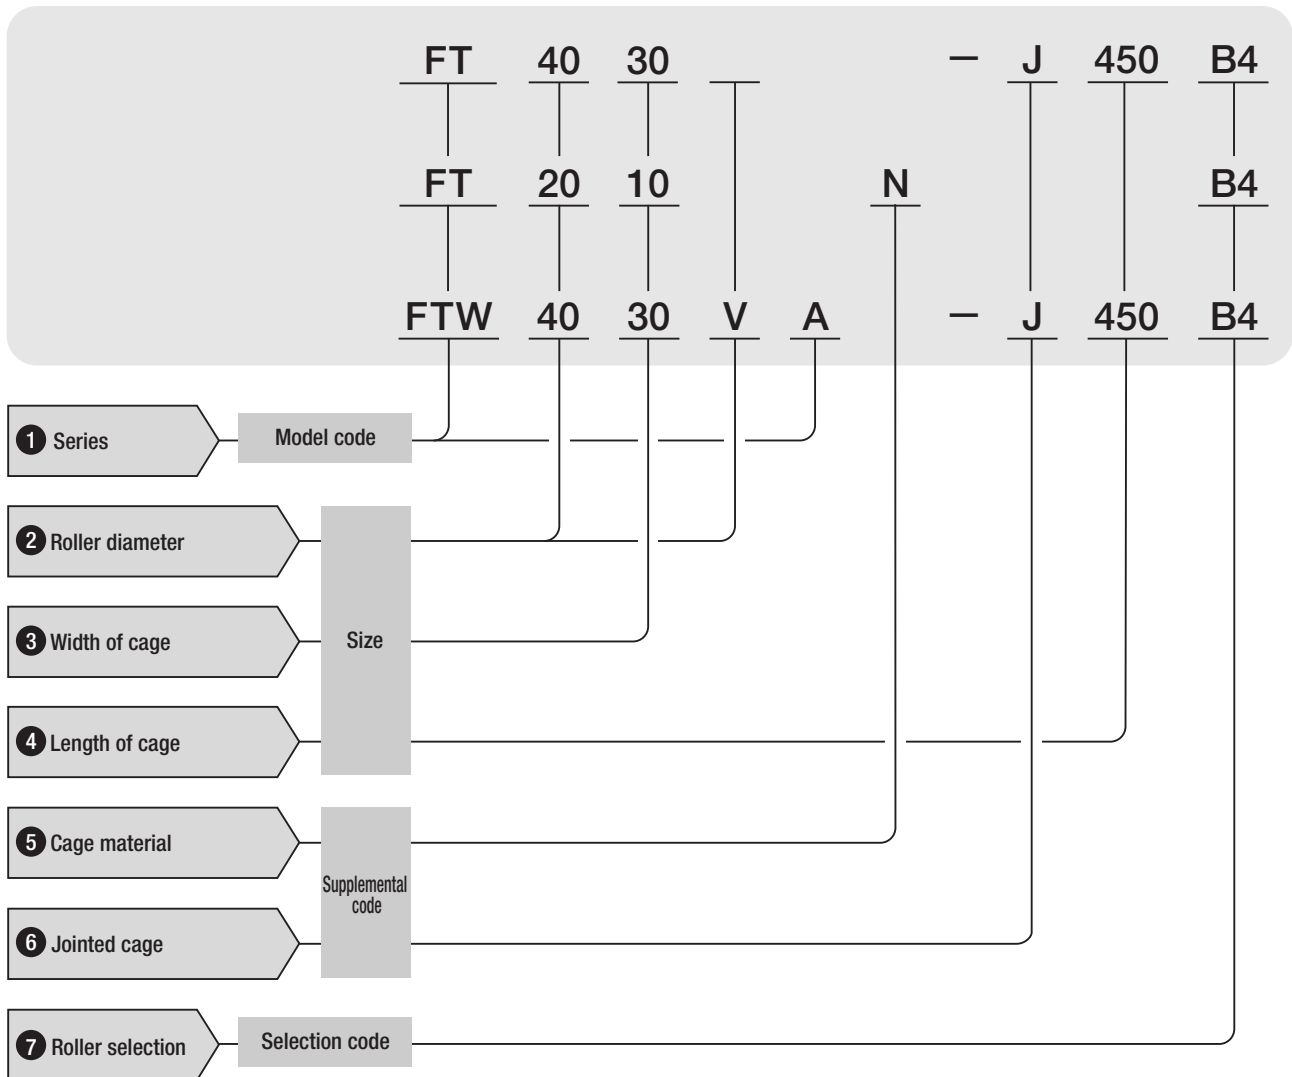 FT 40 30 – J 450 B4
FT 20 10 N B4
FTW 40 30 V A – J 450 B4
1 Series Model code
2 Roller diameter
3 Width of cage Size
4 Length of cage
5 Cage material
Supplemental
code
6 Jointed cage
7 Roller selection Selection code